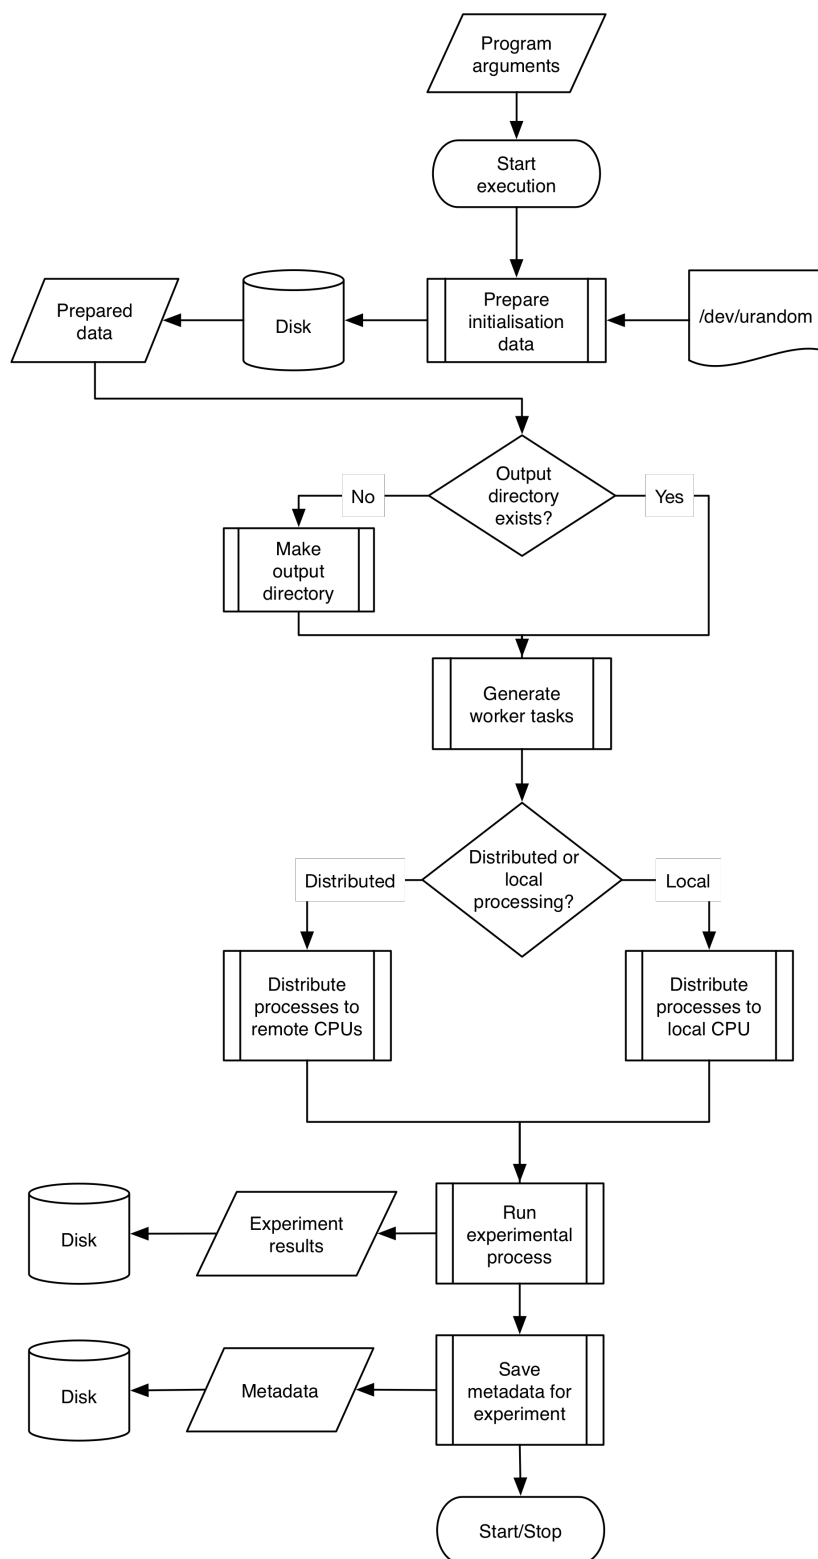 Program
arguments
Start
execution
Prepared
data
Disk
Prepare
initialisation
data
/dev/urandom
Output
directory
exists?
No
Yes
Make
output
directory
Generate
worker tasks
Distributed or
local
processing?
Distributed
Local
Distribute
processes to
remote CPUs
Distribute
processes to
local CPU
Disk
Experiment
results
Run
experimental
process
Disk
Metadata
Save
metadata for
experiment
Start/Stop